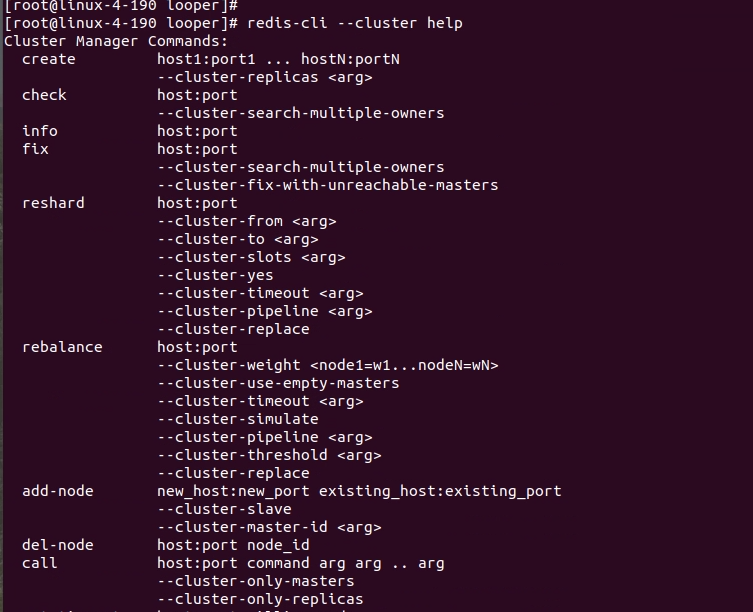 [root@linux-4-190 looper]#
[root@linux-4-190 looper]# redis-cli --cluster help
Cluster Manager Commands:
  create         host1:port1 ... hostN:portN
                 --cluster-replicas <arg>
  check          host:port
                 --cluster-search-multiple-owners
  info           host:port
  fix            host:port
                 --cluster-search-multiple-owners
                 --cluster-fix-with-unreachable-masters
  reshard        host:port
                 --cluster-from <arg>
                 --cluster-to <arg>
                 --cluster-slots <arg>
                 --cluster-yes
                 --cluster-timeout <arg>
                 --cluster-pipeline <arg>
                 --cluster-replace
  rebalance      host:port
                 --cluster-weight <node1=w1...nodeN=wN>
                 --cluster-use-empty-masters
                 --cluster-timeout <arg>
                 --cluster-simulate
                 --cluster-pipeline <arg>
                 --cluster-threshold <arg>
                 --cluster-replace
  add-node       new_host:new_port existing_host:existing_port
                 --cluster-slave
                 --cluster-master-id <arg>
  del-node       host:port node_id
  call           host:port command arg arg .. arg
                 --cluster-only-masters
                 --cluster-only-replicas